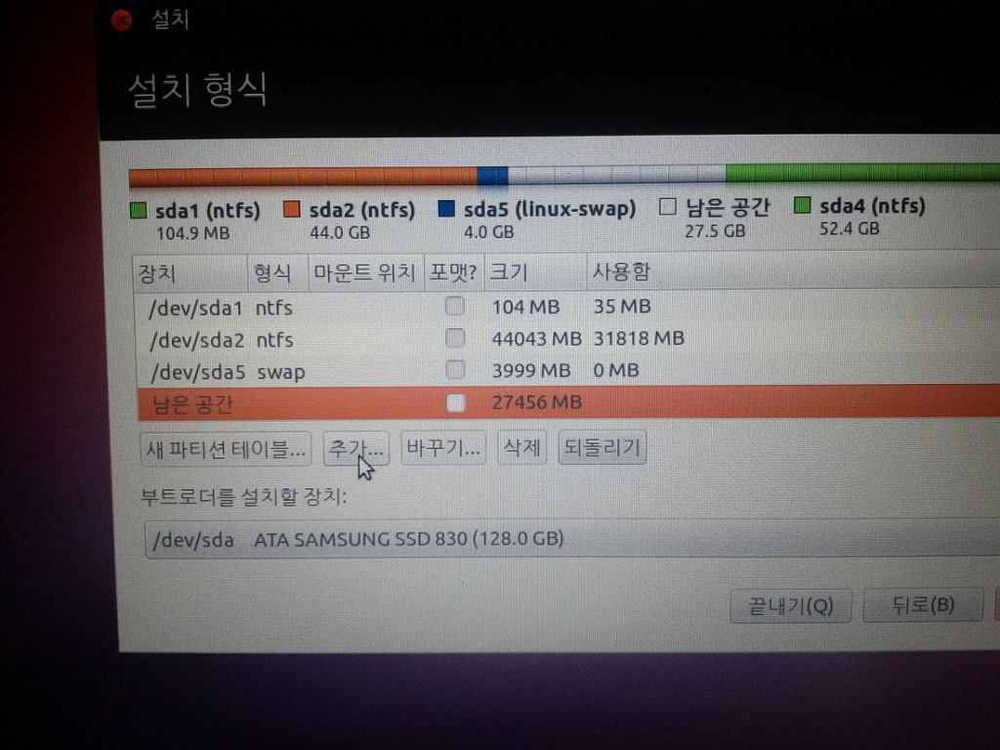 설치
설치 형식
sda1 (ntfs) sda2 (ntfs) sda5 (linux-swap) 남은 공간 sda4 (ntfs)
104.9 MB 44.0 GB 4.0 GB 27.5 GB 52.4 GB
장치 형식 마운트 위치 포맷? 크기 사용함
/dev/sda1 ntfs 104 MB 35 MB
/dev/sda2 ntfs 44043 MB 31818 MB
/dev/sda5 swap 3999 MB 0 MB
남은 공간 27456 MB
새 파티션 테이블... 추가... 바꾸기... 삭제 되돌리기
부트로더를 설치할 장치:
/dev/sda ATA SAMSUNG SSD 830 (128.0 GB)
끝내기(Q) 뒤로(B)